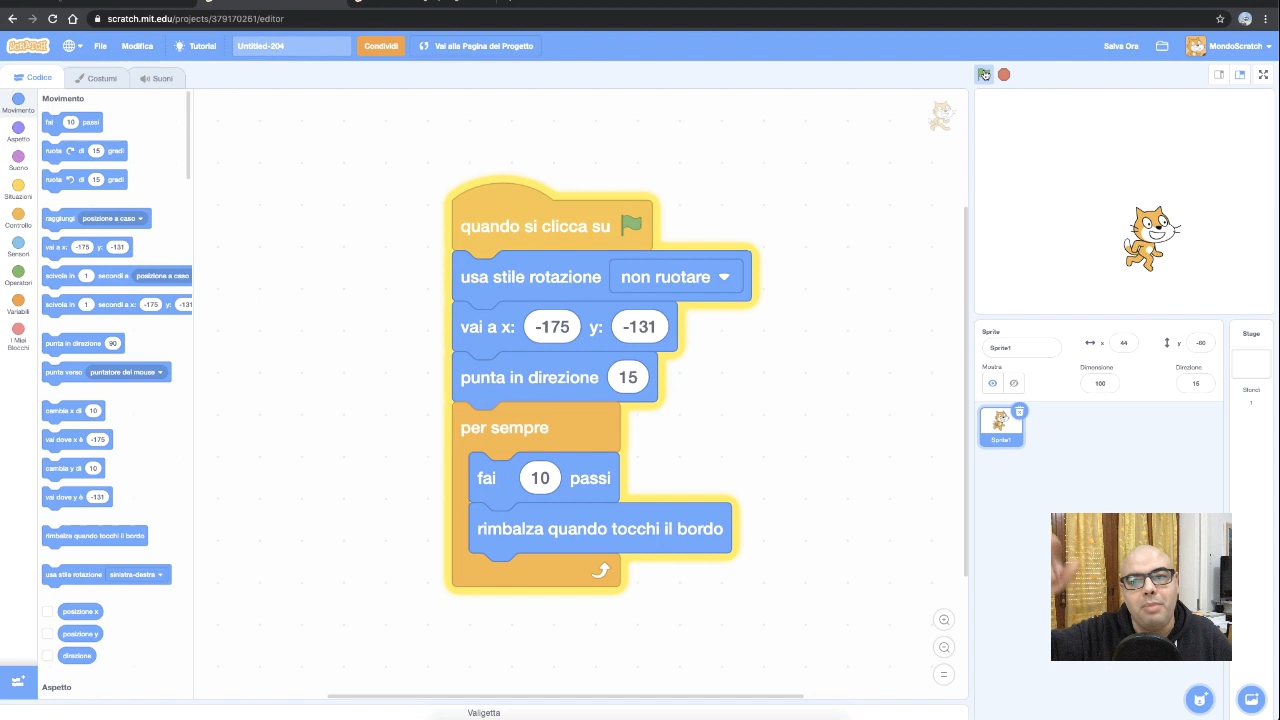 scratch.mit.edu/projects/379170261/editor
SCRATCH
File
Modifica
Tutorial
Untitled-204
Condividi
Vai alla Pagina del Progetto
Salva Ora
MondoScratch
Codice
Costumi
Suoni
Movimento
Movimento
Aspetto
Suono
Situazioni
Controllo
Sensori
Operatori
Variabili
I Miei
Blocchi
fai 10 passi
ruota di 15 gradi
ruota di 15 gradi
raggiungi posizione a caso
vai a x: -175 y: -131
scivola in 1 secondi a posizione a caso
scivola in 1 secondi a x: -175 y: -131
punta in direzione 90
punta verso puntatore del mouse
cambia x di 10
vai dove x è -175
cambia y di 10
vai dove y è -131
rimbalza quando tocchi il bordo
usa stile rotazione sinistra-destra
posizione x
posizione y
direzione
Aspetto
quando si clicca su
usa stile rotazione non ruotare
vai a x: -175 y: -131
punta in direzione 15
per sempre
fai 10 passi
rimbalza quando tocchi il bordo
Valigetta
Sprite
Sprite1
x 44
y -60
Mostra
Dimensione
100
Direzione
15
Sprite1
Stage
Sfondi
1